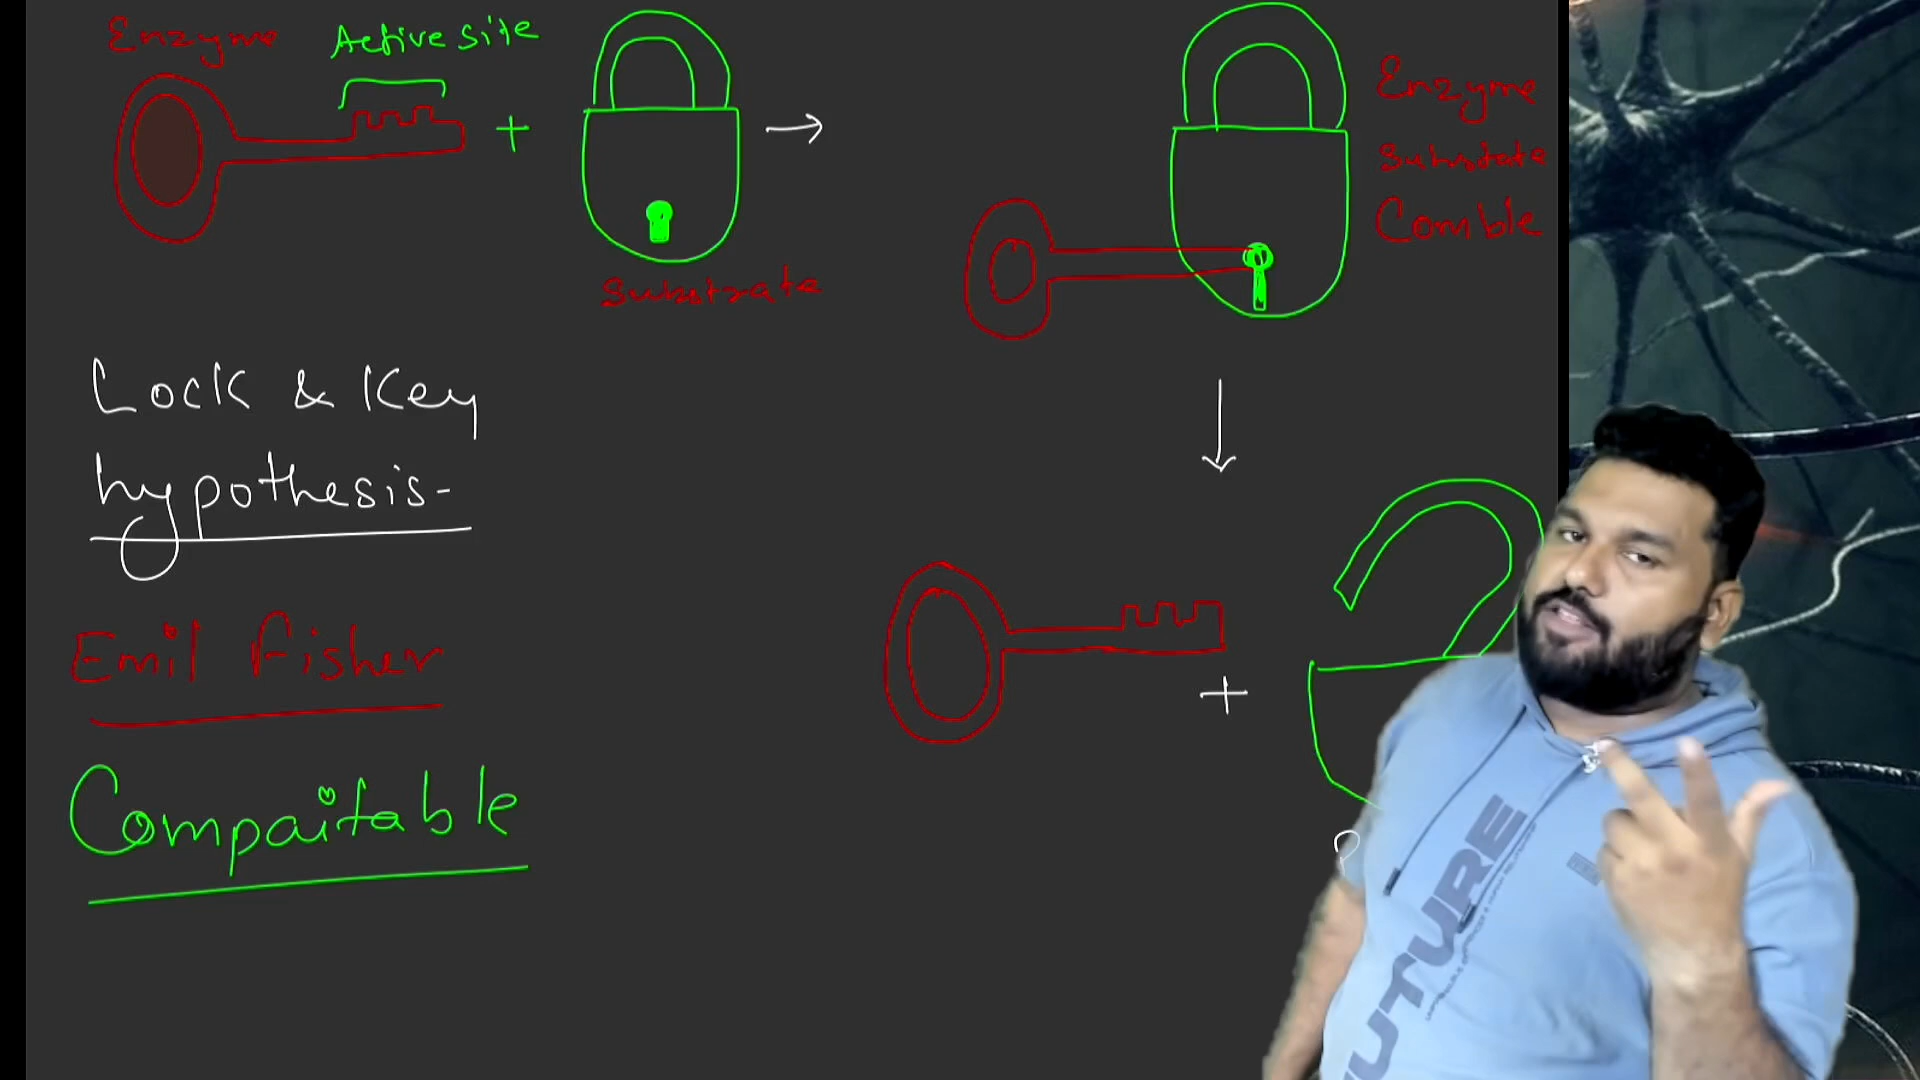 Enzyme
Active site
+
Substrate
Enzyme
Substrate
Comble
Lock & Key
hypothesis-
Emil Fisher
Compaitable
+
P
FUTURE